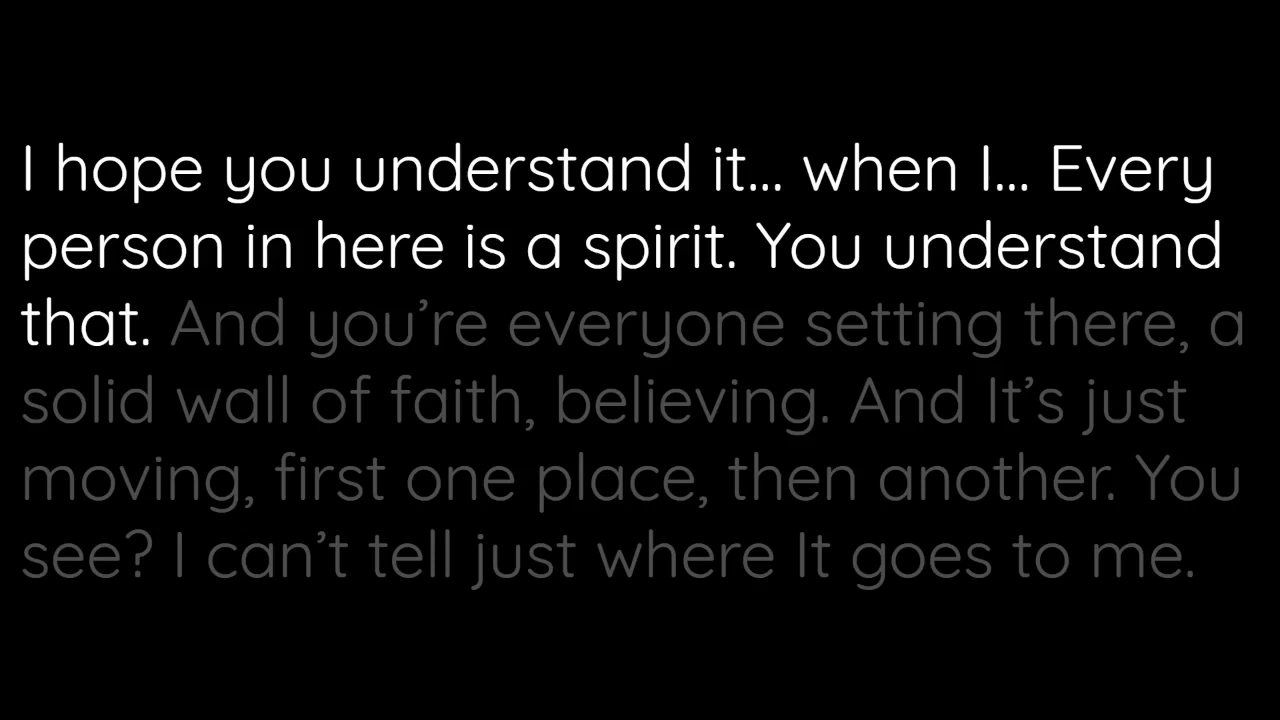 I hope you understand it... when I... Every
person in here is a spirit. You understand
that. And you’re everyone setting there, a
solid wall of faith, believing. And It’s just
moving, first one place, then another. You
see? I can’t tell just where It goes to me.